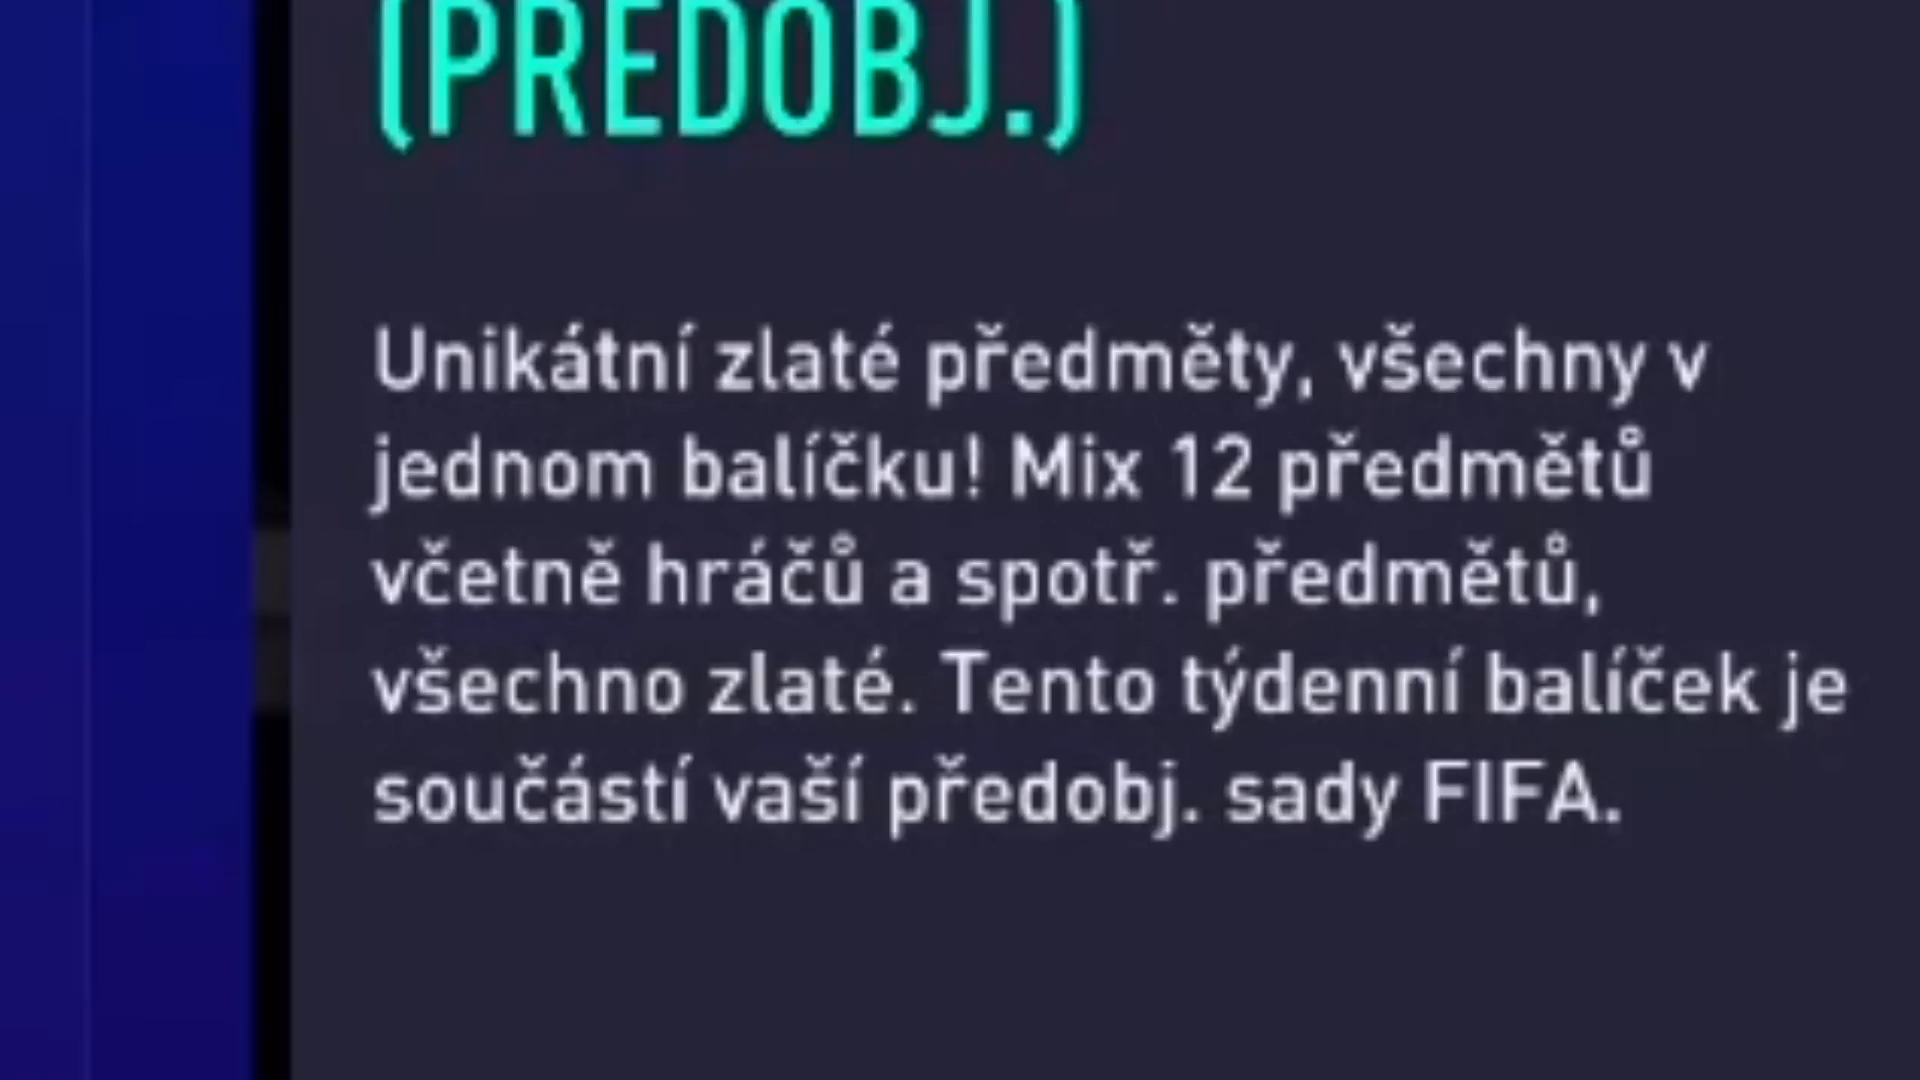 (PŘEDOBJ.)
Unikátní zlaté předměty, všechny v
jednom balíčku! Mix 12 předmětů
včetně hráčů a spotř. předmětů,
všechno zlaté. Tento týdenní balíček je
součástí vaší předobj. sady FIFA.